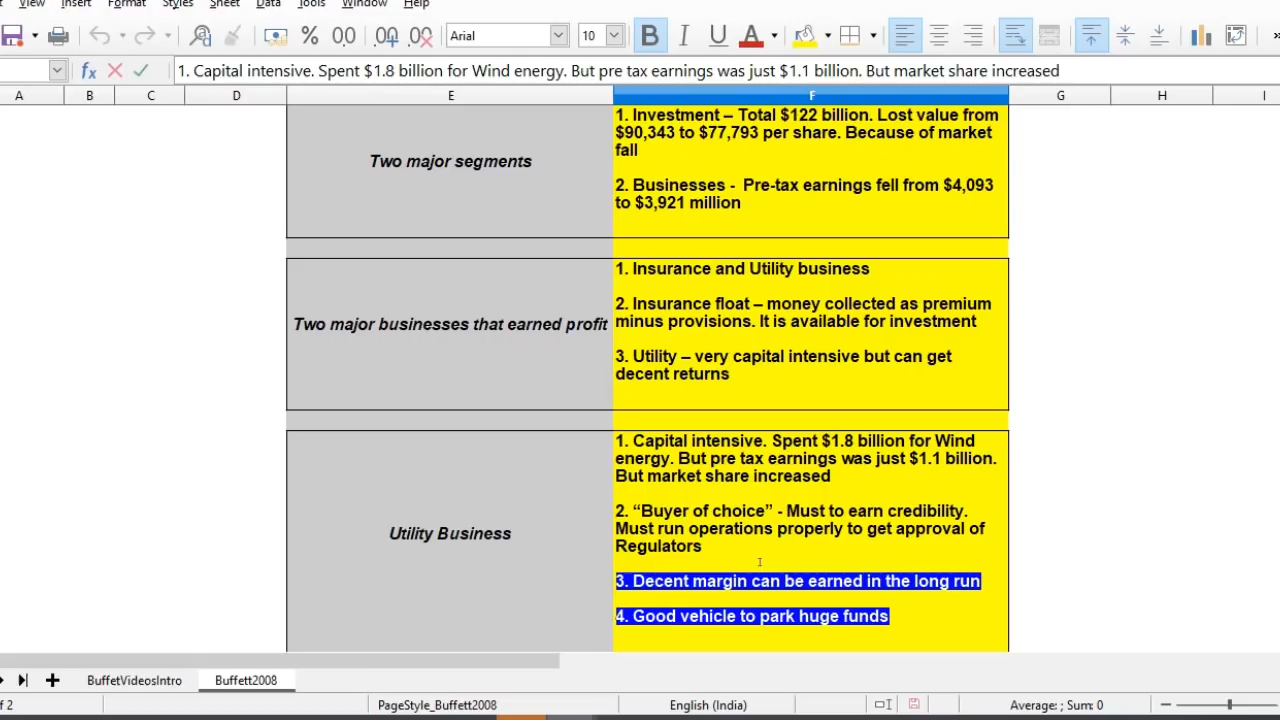 View Insert Format Styles Sheet Data Tools Window Help
Arial 10
1. Capital intensive. Spent $1.8 billion for Wind energy. But pre tax earnings was just $1.1 billion. But market share increased
A B C D E F G H I
Two major segments
1. Investment – Total $122 billion. Lost value from
$90,343 to $77,793 per share. Because of market
fall
2. Businesses - Pre-tax earnings fell from $4,093
to $3,921 million
Two major businesses that earned profit
1. Insurance and Utility business
2. Insurance float – money collected as premium
minus provisions. It is available for investment
3. Utility – very capital intensive but can get
decent returns
Utility Business
1. Capital intensive. Spent $1.8 billion for Wind
energy. But pre tax earnings was just $1.1 billion.
But market share increased
2. “Buyer of choice” - Must to earn credibility.
Must run operations properly to get approval of
Regulators
3. Decent margin can be earned in the long run
4. Good vehicle to park huge funds
BuffetVideosIntro Buffett2008
of 2 PageStyle_Buffett2008 English (India) Average: ; Sum: 0